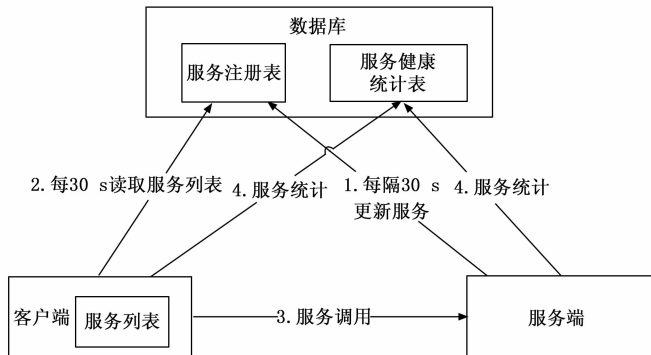 数据库
服务注册表
服务健康
统计表
2.每30 s读取服务列表
4.服务统计
1.每隔30 s
更新服务
4.服务统计
客户端
服务列表
3.服务调用
服务端